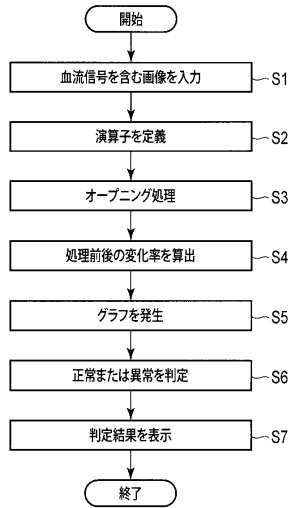 開始
血流信号を含む画像を入力 S1
演算子を定義 S2
オープニング処理 S3
処理前後の変化率を算出 S4
グラフを発生 S5
正常または異常を判定 S6
判定結果を表示 S7
終了